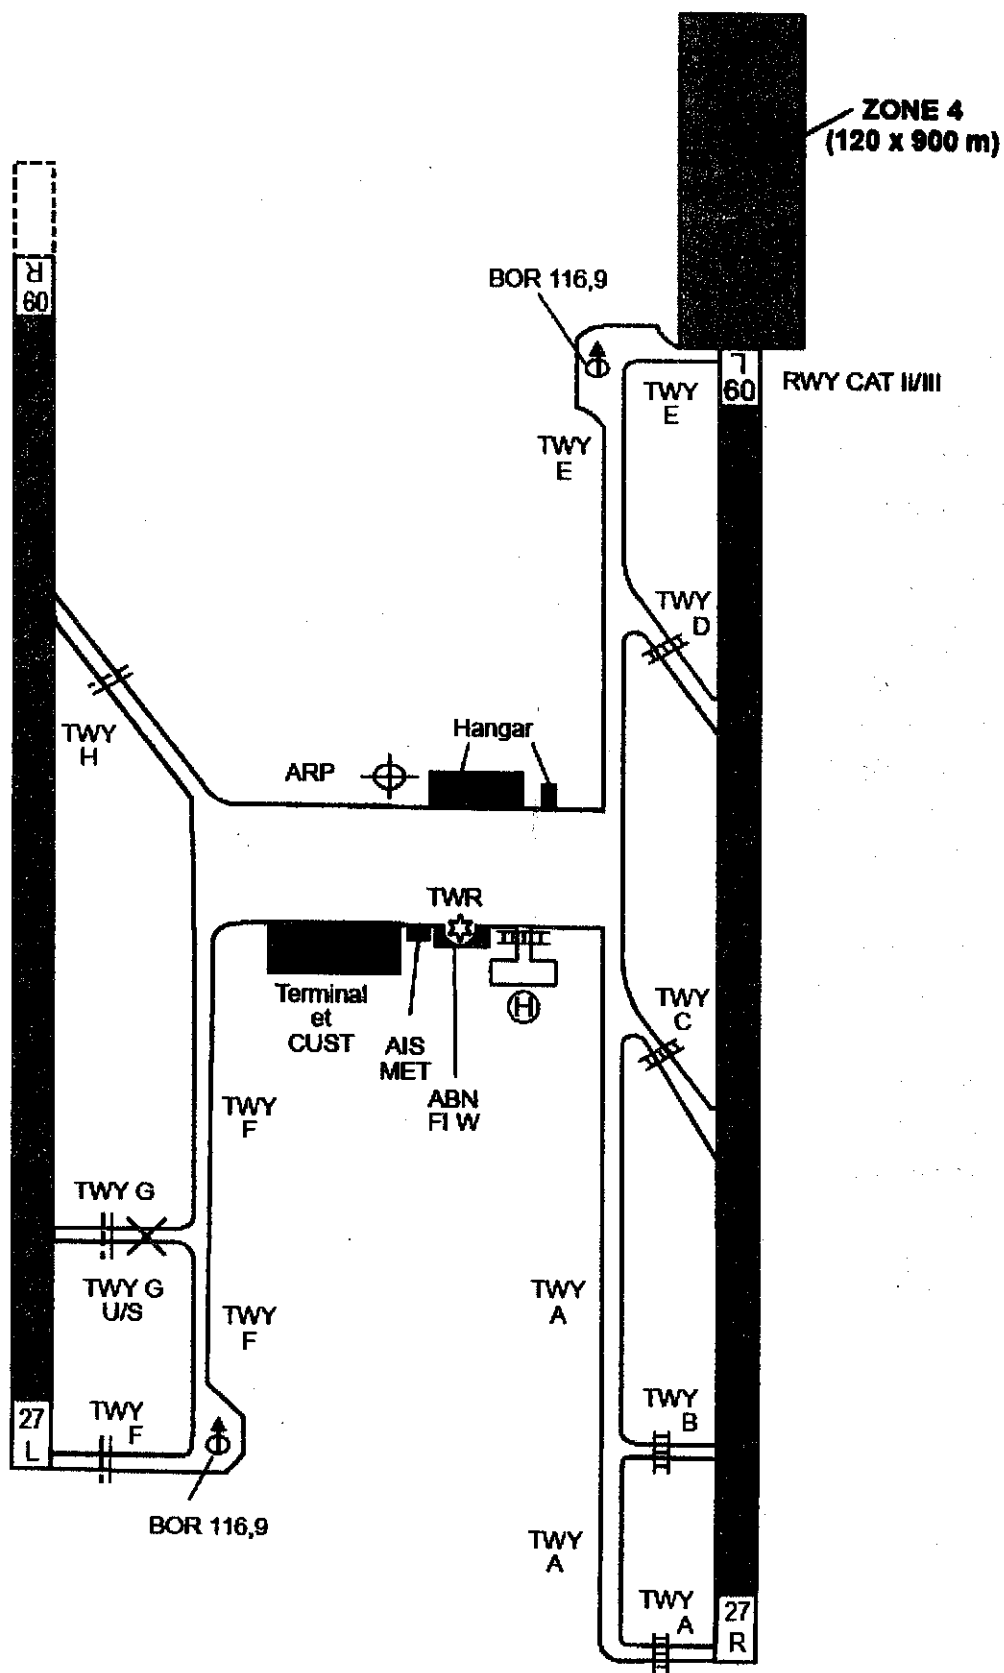 ZONE 4
(120 x 900 m)
R
09
BOR 116,9
L
09
RWY CAT II/III
TWY
E
TWY
E
TWY
D
TWY
H
Hangar
ARP
TWR
Terminal
et
CUST
AIS
MET
ABN
Fl W
H
TWY
C
TWY
F
TWY G
TWY G
U/S
TWY
F
TWY
A
27
L
TWY
F
TWY
B
BOR 116,9
TWY
A
TWY
A
27
R